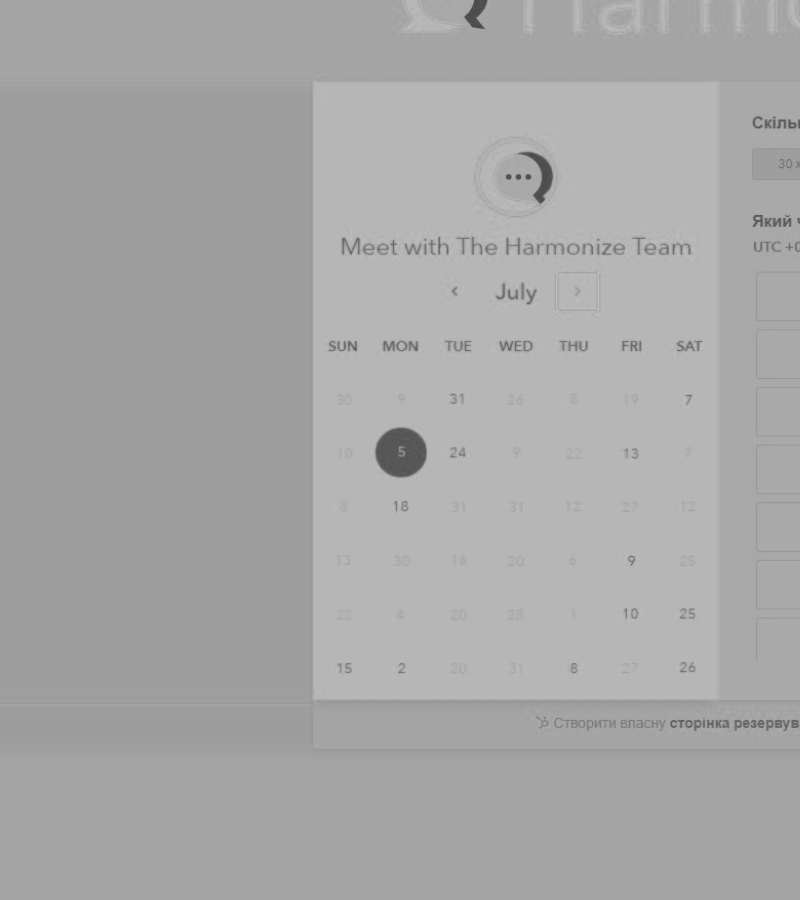 Harmo
Meet with The Harmonize Team
July
SUN MON TUE WED THU FRI SAT
30 9 31 26 8 19 7
10 5 24 9 22 13 7
8 18 31 31 12 27 12
13 30 16 20 6 9 25
22 4 20 28 1 10 25
15 2 20 31 8 27 26
Скіль
30 х
Який ч
UTC +0
Створити власну сторінка резервув